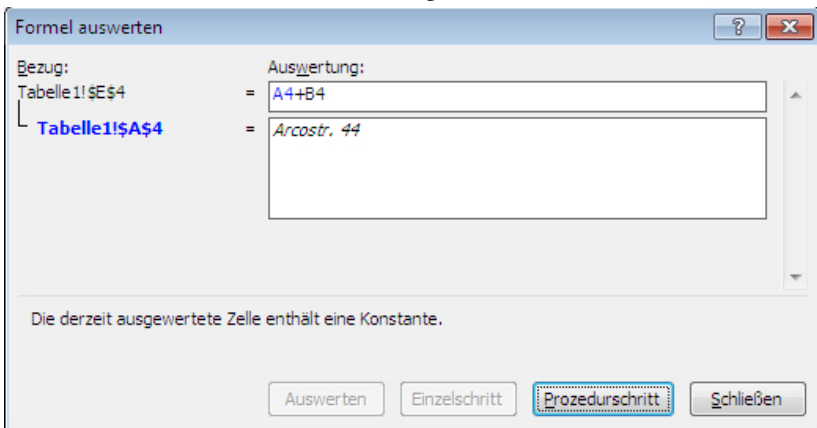 Formel auswerten
Bezug: Auswertung:
Tabelle1!$E$4 = A4+B4
Tabelle1!$A$4 = Arcostr. 44
Die derzeit ausgewertete Zelle enthält eine Konstante.
Auswerten Einzelschritt Prozedurschritt Schließen